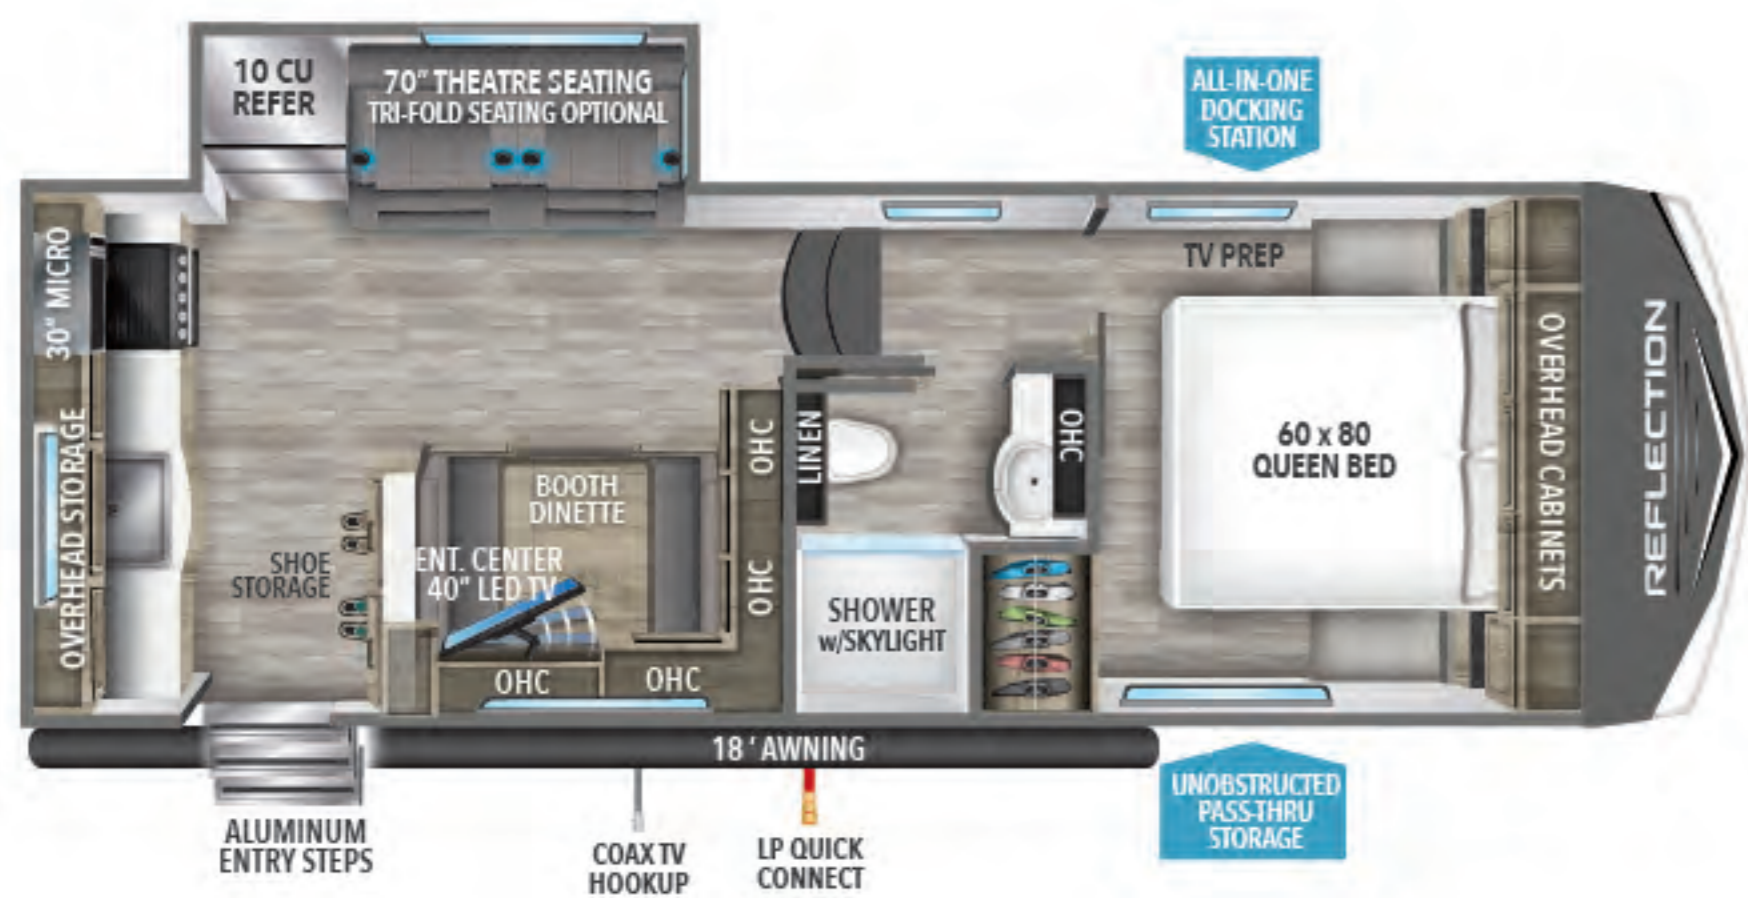 10 CU
REFER
70" THEATRE SEATING
TRI-FOLD SEATING OPTIONAL
ALL-IN-ONE
DOCKING
STATION
30" MICRO
TV PREP
OVERHEAD STORAGE
SHOE
STORAGE
BOOTH
DINETTE
ENT. CENTER
40" LED TV
OHC
OHC
OHC
OHC
LINEN
OHC
SHOWER
w/SKYLIGHT
60 x 80
QUEEN BED
OVERHEAD CABINETS
REFLECTION
18 ' AWNING
ALUMINUM
ENTRY STEPS
COAX TV
HOOKUP
LP QUICK
CONNECT
UNOBSTRUCTED
PASS-THRU
STORAGE